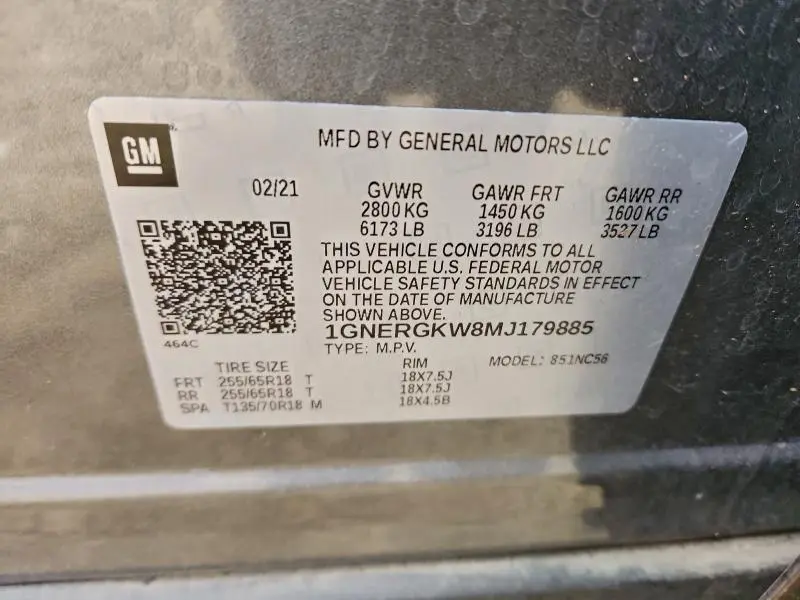 GM
MFD BY GENERAL MOTORS LLC
02/21 GVWR GAWR FRT GAWR RR
2800 KG 1450 KG 1600 KG
6173 LB 3196 LB 3527 LB
THIS VEHICLE CONFORMS TO ALL
APPLICABLE U.S. FEDERAL MOTOR
VEHICLE SAFETY STANDARDS IN EFFECT
ON THE DATE OF MANUFACTURE
SHOWN ABOVE.
1GNERGKW8MJ179885
464C
TYPE: M.P.V. MODEL: 851NC56
TIRE SIZE RIM
FRT 255/65R18 T 18X7.5J
RR 255/65R18 T 18X7.5J
SPA T135/70R18 M 18X4.5B